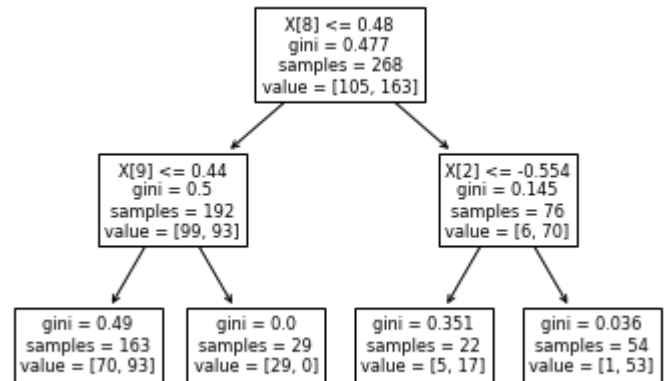 X[8] <= 0.48
gini = 0.477
samples = 268
value = [105, 163]
X[9] <= 0.44
gini = 0.5
samples = 192
value = [99, 93]
X[2] <= -0.554
gini = 0.145
samples = 76
value = [6, 70]
gini = 0.49
samples = 163
value = [70, 93]
gini = 0.0
samples = 29
value = [29, 0]
gini = 0.351
samples = 22
value = [5, 17]
gini = 0.036
samples = 54
value = [1, 53]